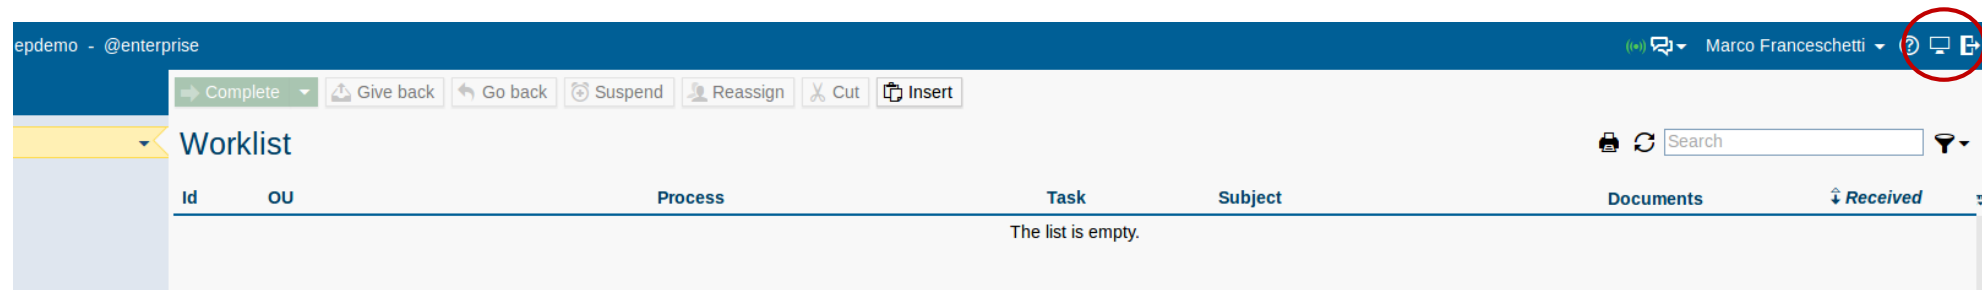 epdemo - @enterprise
Marco Franceschetti
Complete Give back Go back Suspend Reassign Cut Insert
Worklist
Search
Id OU Process Task Subject Documents Received
The list is empty.